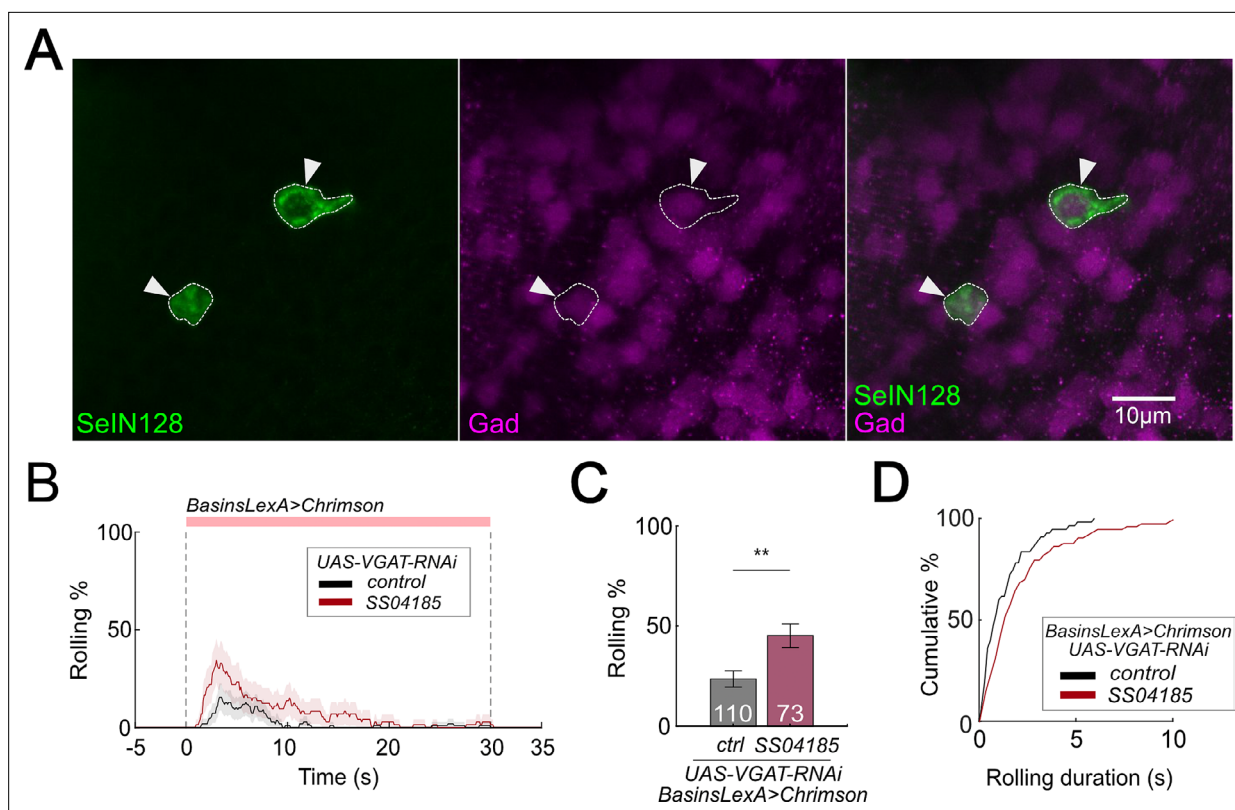 A
SeIN128
Gad
SeIN128
Gad
10μm
B
BasinsLexA>Chrimson
100
50
0
Rolling %
UAS-VGAT-RNAi
control
SS04185
-5
0
10
20
30
35
Time (s)
C
100
50
0
Rolling %
**
110
73
ctrl
SS04185
UAS-VGAT-RNAi
BasinsLexA>Chrimson
D
100
50
0
Cumulative %
BasinsLexA>Chrimson
UAS-VGAT-RNAi
control
SS04185
0
5
10
Rolling duration (s)